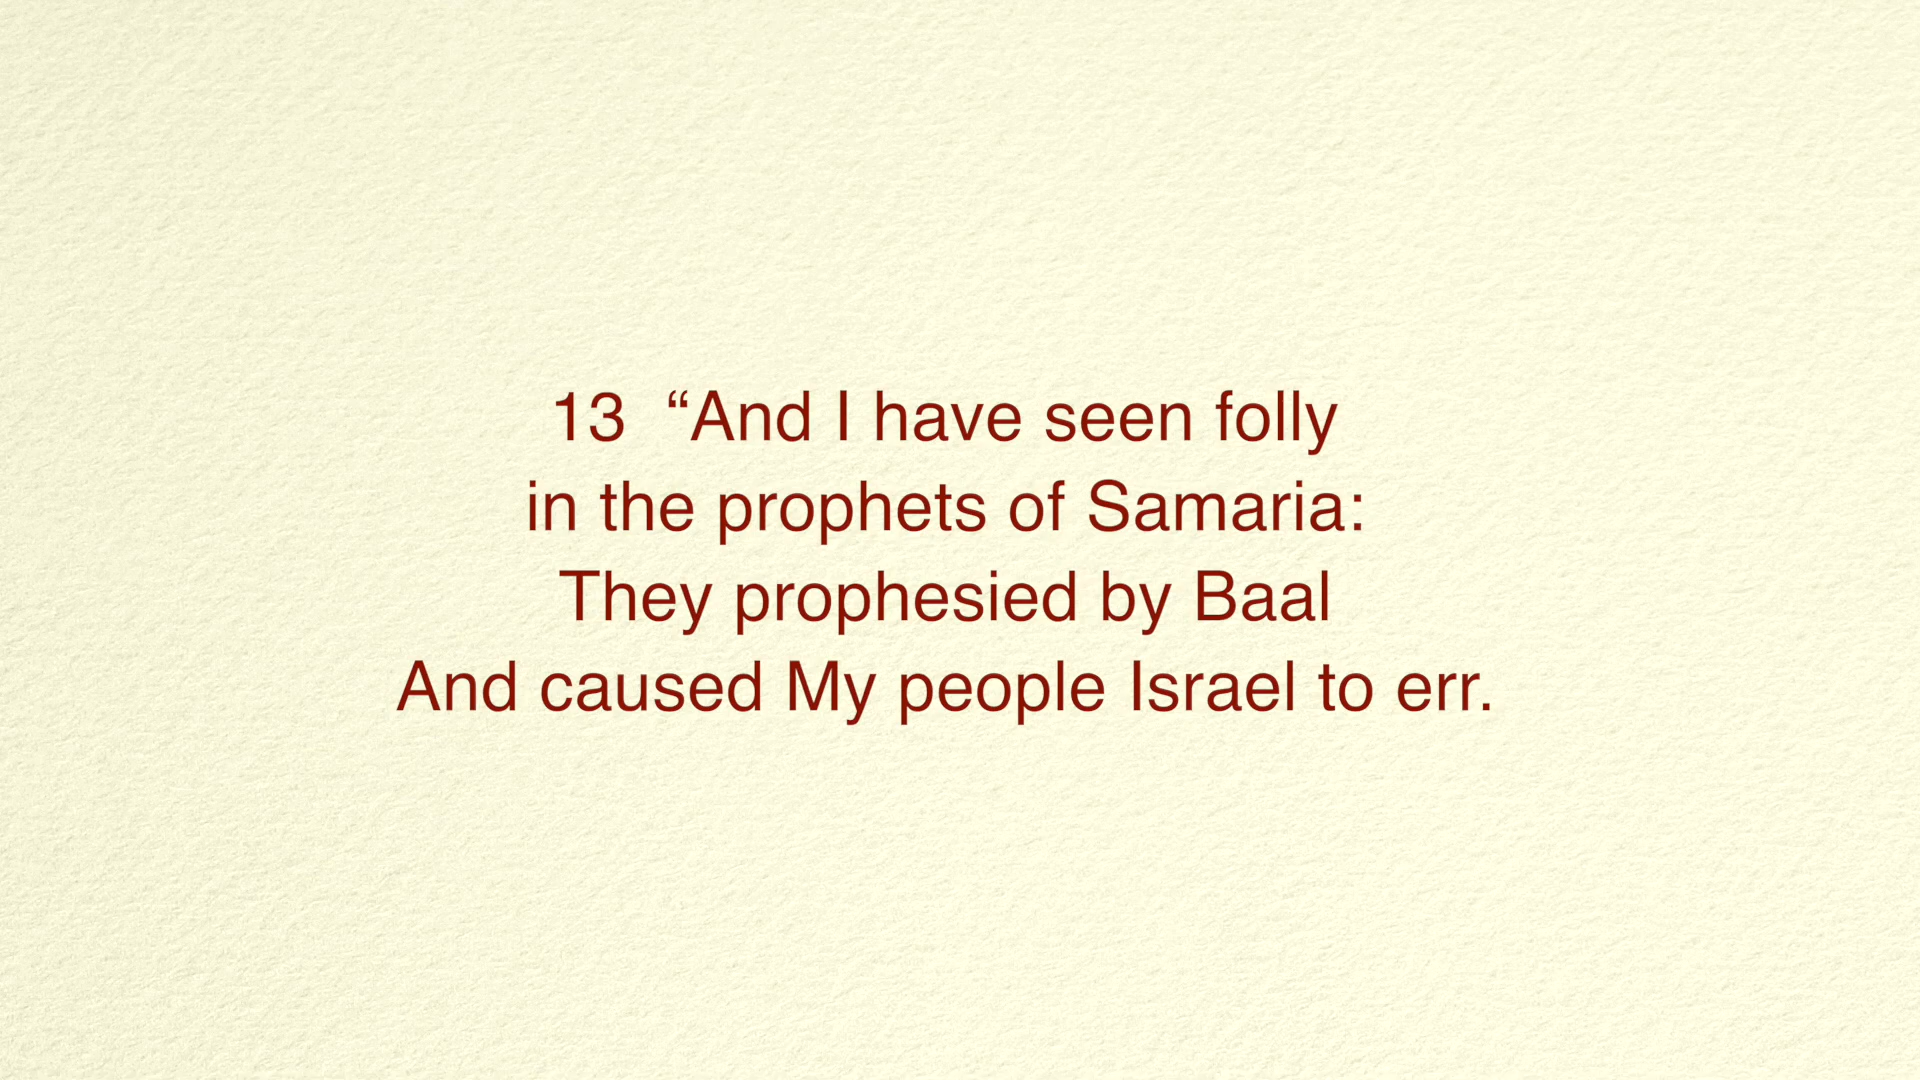 13  “And I have seen folly
in the prophets of Samaria:
They prophesied by Baal
And caused My people Israel to err.